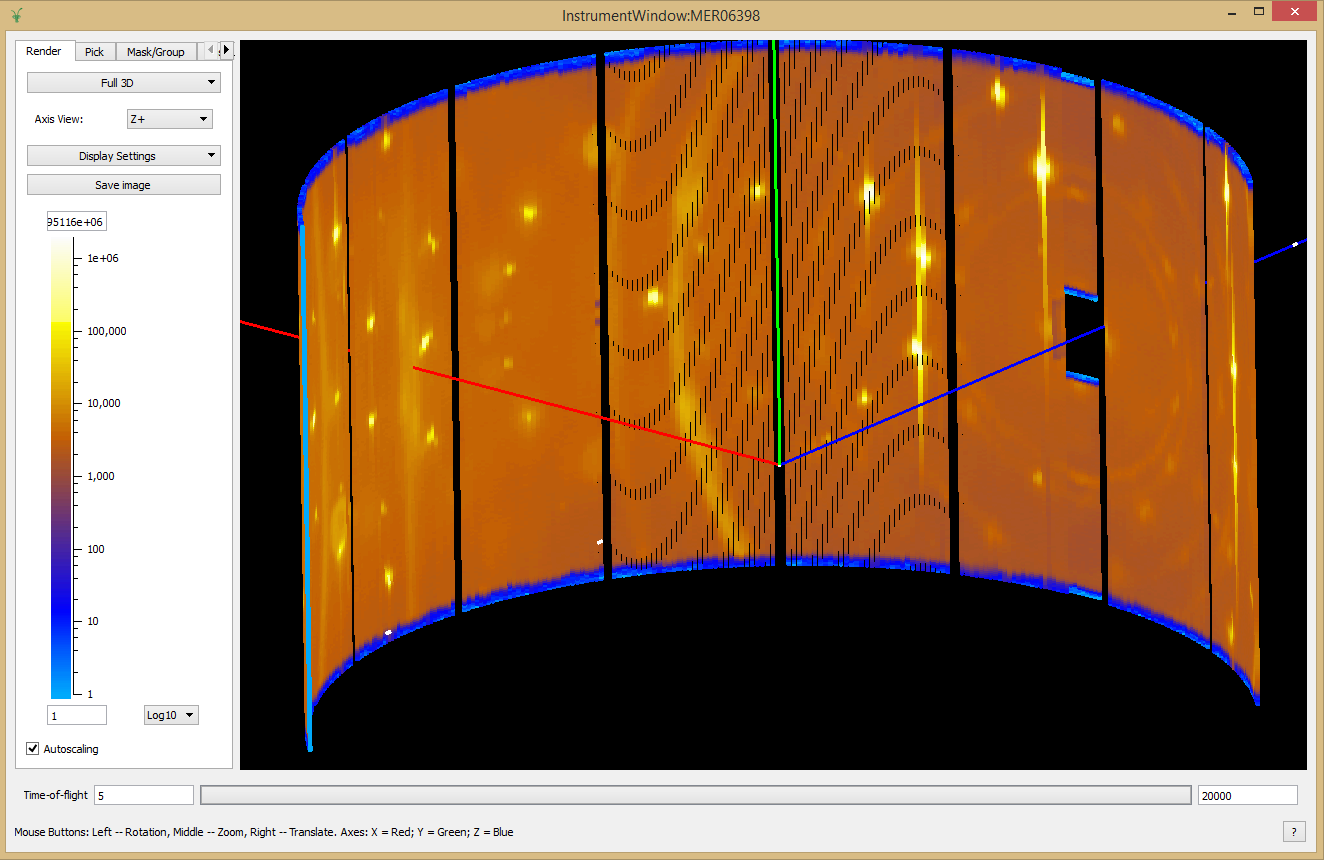 InstrumentWindow:MER06398
Render Pick Mask/Group
Full 3D
Axis View: Z+
Display Settings
Save image
95116e+06
1e+06
100,000
10,000
1,000
100
10
1
1 Log10
Autoscaling
Time-of-flight 5 20000
Mouse Buttons: Left -- Rotation, Middle -- Zoom, Right -- Translate. Axes: X = Red; Y = Green; Z = Blue ?